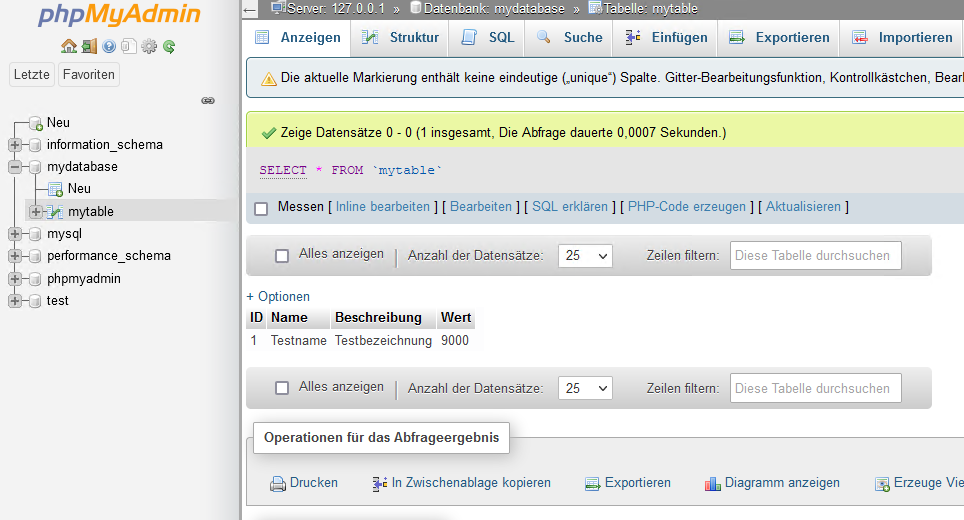 phpMyAdmin
Letzte Favoriten
Neu
information_schema
mydatabase
Neu
mytable
mysql
performance_schema
phpmyadmin
test
Server: 127.0.0.1 » Datenbank: mydatabase » Tabelle: mytable
Anzeigen Struktur SQL Suche Einfügen Exportieren Importieren
Die aktuelle Markierung enthält keine eindeutige („unique“) Spalte. Gitter-Bearbeitungsfunktion, Kontrollkästchen, Bearl
Zeige Datensätze 0 - 0 (1 insgesamt, Die Abfrage dauerte 0,0007 Sekunden.)
SELECT * FROM `mytable`
Messen [ Inline bearbeiten ] [ Bearbeiten ] [ SQL erklären ] [ PHP-Code erzeugen ] [ Aktualisieren ]
Alles anzeigen | Anzahl der Datensätze: 25 Zeilen filtern: Diese Tabelle durchsuchen
+ Optionen
ID Name Beschreibung Wert
1 Testname Testbezeichnung 9000
Alles anzeigen | Anzahl der Datensätze: 25 Zeilen filtern: Diese Tabelle durchsuchen
Operationen für das Abfrageergebnis
Drucken In Zwischenablage kopieren Exportieren Diagramm anzeigen Erzeuge Vie